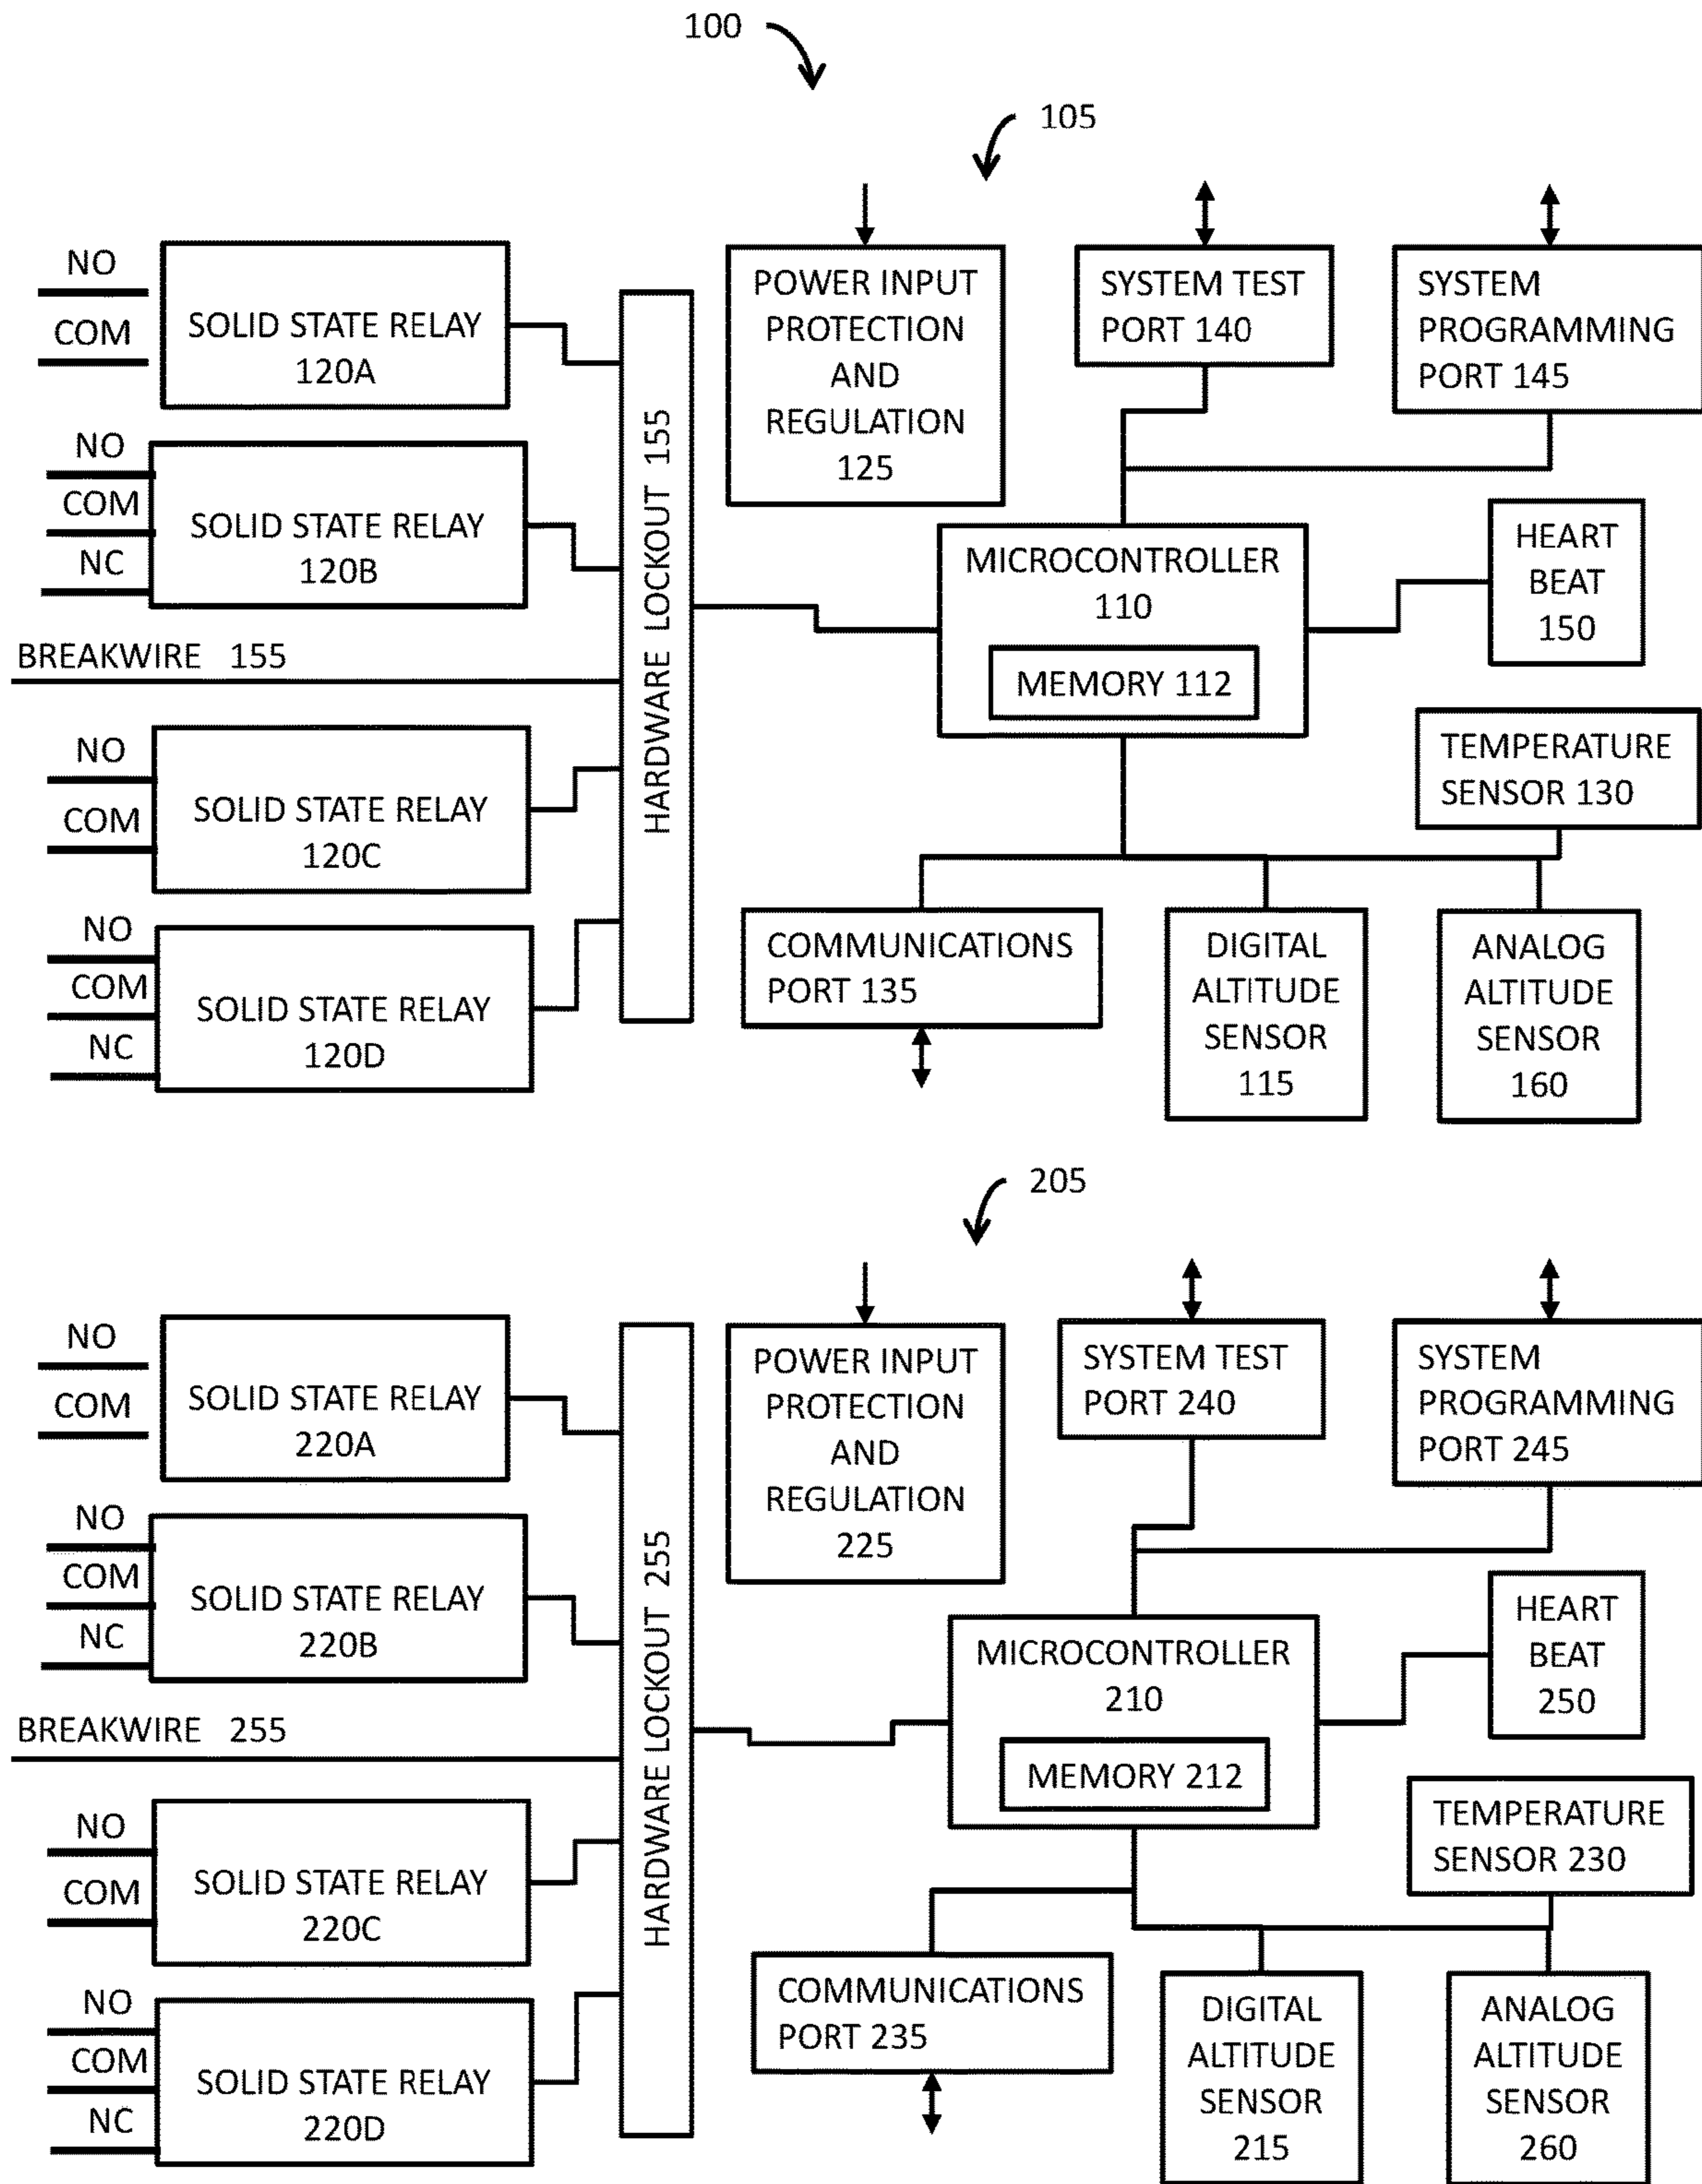 100
105
NO
COM
SOLID STATE RELAY
120A
NO
COM
NC
SOLID STATE RELAY
120B
BREAKWIRE 155
NO
COM
SOLID STATE RELAY
120C
NO
COM
NC
SOLID STATE RELAY
120D
HARDWARE LOCKOUT 155
POWER INPUT
PROTECTION
AND
REGULATION
125
SYSTEM TEST
PORT 140
SYSTEM
PROGRAMMING
PORT 145
MICROCONTROLLER
110
MEMORY 112
HEART
BEAT
150
TEMPERATURE
SENSOR 130
COMMUNICATIONS
PORT 135
DIGITAL
ALTITUDE
SENSOR
115
ANALOG
ALTITUDE
SENSOR
160
205
NO
COM
SOLID STATE RELAY
220A
NO
COM
NC
SOLID STATE RELAY
220B
BREAKWIRE 255
NO
COM
SOLID STATE RELAY
220C
NO
COM
NC
SOLID STATE RELAY
220D
HARDWARE LOCKOUT 255
POWER INPUT
PROTECTION
AND
REGULATION
225
SYSTEM TEST
PORT 240
SYSTEM
PROGRAMMING
PORT 245
MICROCONTROLLER
210
MEMORY 212
HEART
BEAT
250
TEMPERATURE
SENSOR 230
COMMUNICATIONS
PORT 235
DIGITAL
ALTITUDE
SENSOR
215
ANALOG
ALTITUDE
SENSOR
260